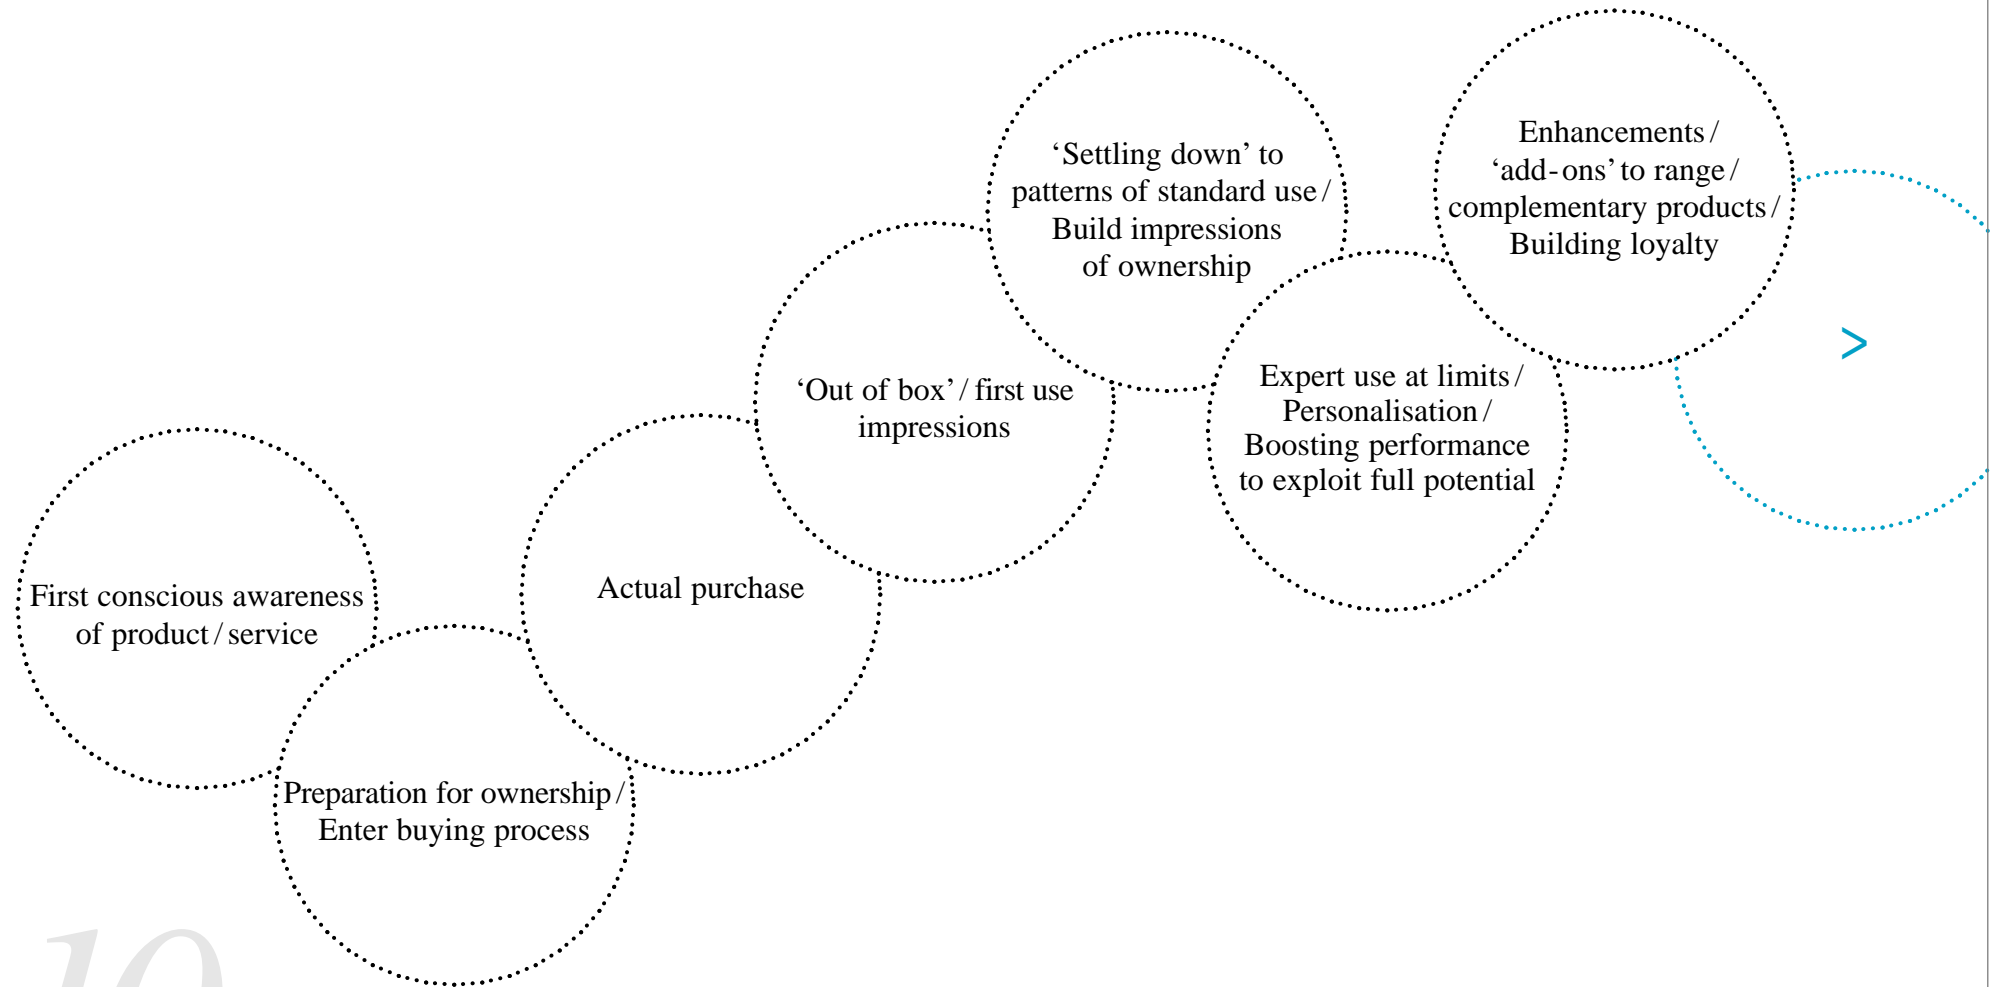 First conscious awareness
of product / service
Preparation for ownership /
Enter buying process
Actual purchase
‘Out of box’ / first use
impressions
‘Settling down’ to
patterns of standard use /
Build impressions
of ownership
Expert use at limits /
Personalisation /
Boosting performance
to exploit full potential
Enhancements /
‘add-ons’ to range /
complementary products /
Building loyalty
>
10